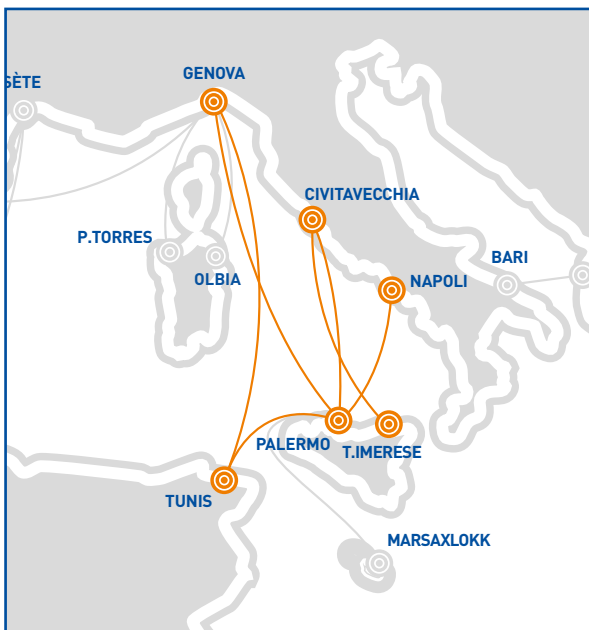 GENOVA
SÈTE
CIVITAVECCHIA
P.TORRES
OLBIA
BARI
NAPOLI
PALERMO
T.IMERESE
TUNIS
MARSAXLOKK